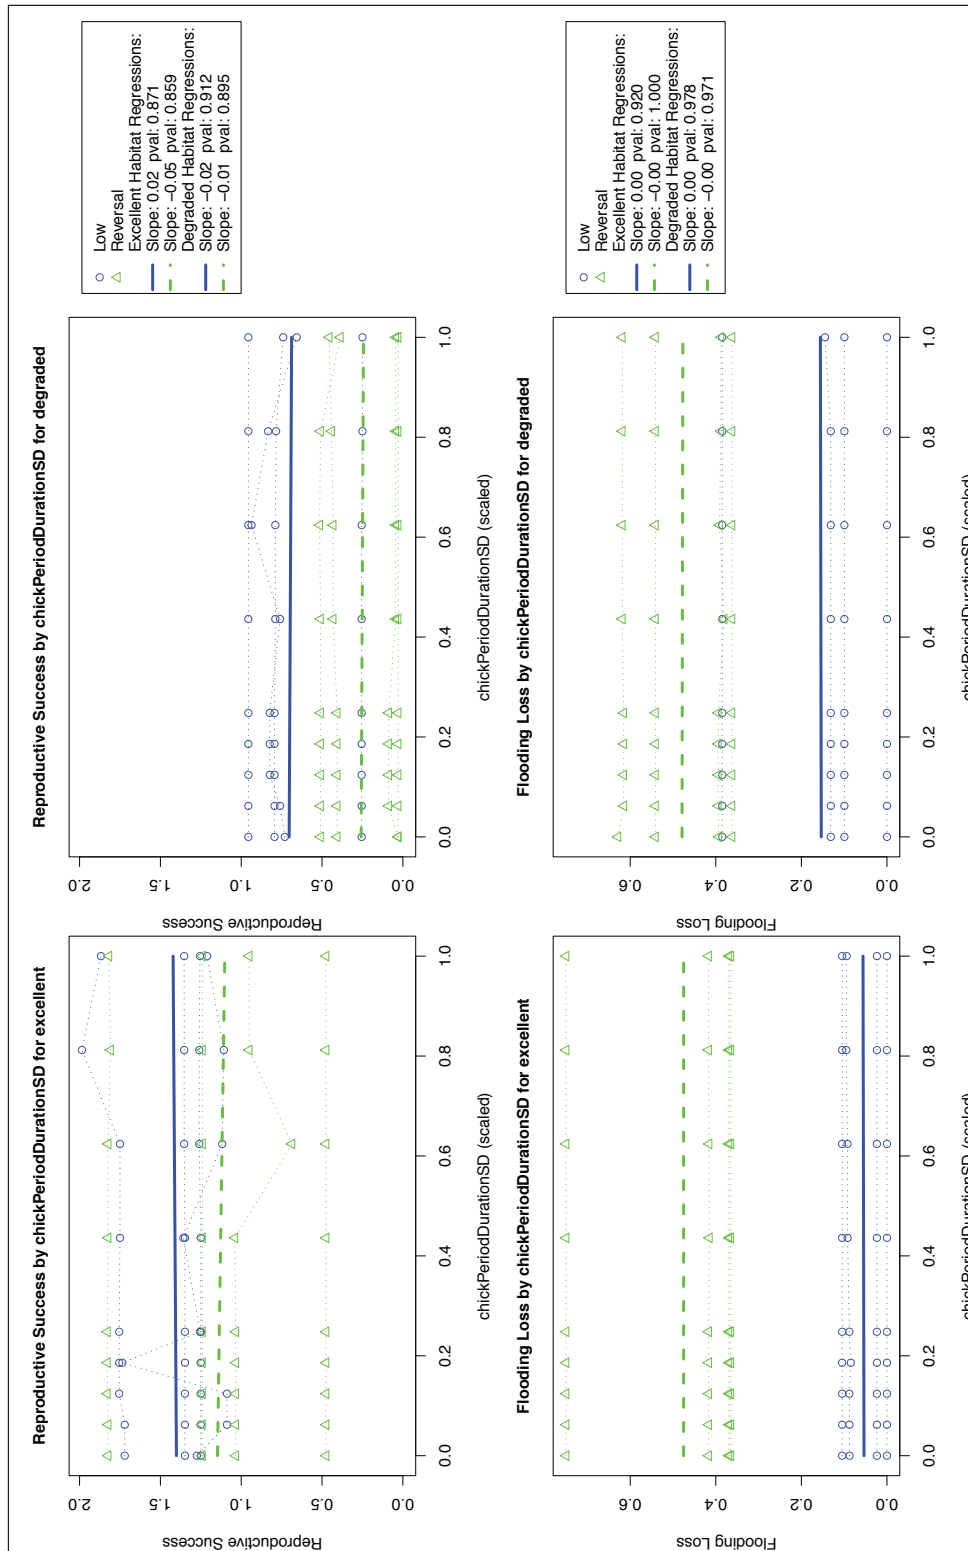 Reproductive Success by chickPeriodDurationSD for excellent
Reproductive Success
0.0 0.5 1.0 1.5 2.0
0.0 0.2 0.4 0.6 0.8 1.0
chickPeriodDurationSD (scaled)
Reproductive Success by chickPeriodDurationSD for degraded
Reproductive Success
0.0 0.5 1.0 1.5 2.0
0.0 0.2 0.4 0.6 0.8 1.0
chickPeriodDurationSD (scaled)
Low
Reversal
Excellent Habitat Regressions:
Slope: 0.02 pval: 0.871
Slope: −0.05 pval: 0.859
Degraded Habitat Regressions:
Slope: −0.02 pval: 0.912
Slope: −0.01 pval: 0.895
Flooding Loss by chickPeriodDurationSD for excellent
Flooding Loss
0.0 0.2 0.4 0.6
0.0 0.2 0.4 0.6 0.8 1.0
chickPeriodDurationSD (scaled)
Flooding Loss by chickPeriodDurationSD for degraded
Flooding Loss
0.0 0.2 0.4 0.6
0.0 0.2 0.4 0.6 0.8 1.0
chickPeriodDurationSD (scaled)
Low
Reversal
Excellent Habitat Regressions:
Slope: 0.00 pval: 0.920
Slope: −0.00 pval: 1.000
Degraded Habitat Regressions:
Slope: 0.00 pval: 0.978
Slope: −0.00 pval: 0.971